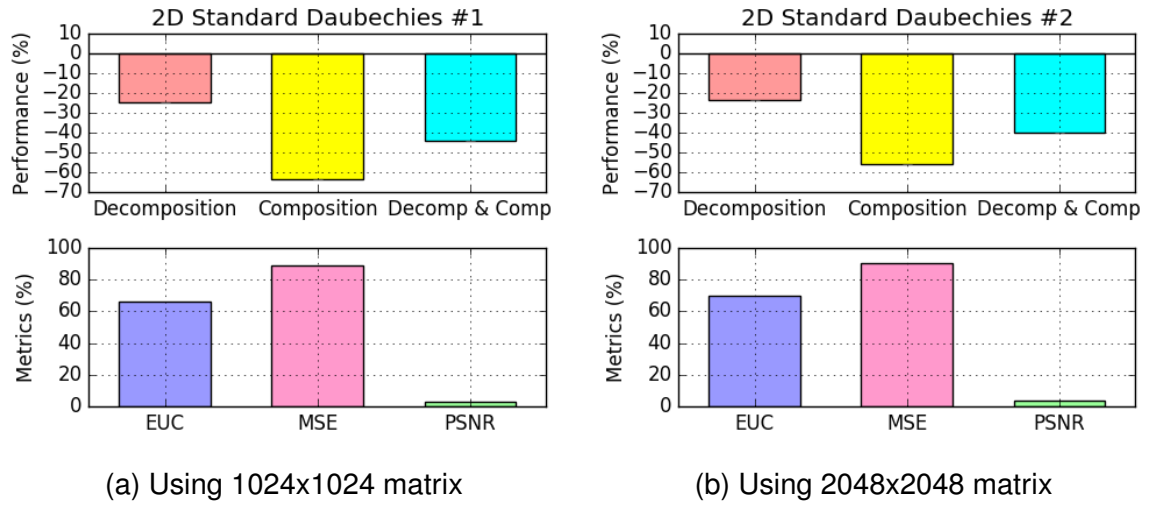 2D Standard Daubechies #1
Performance (%)
10
0
−10
−20
−30
−40
−50
−60
−70
Decomposition Composition Decomp & Comp
Metrics (%)
100
80
60
40
20
0
EUC MSE PSNR
(a) Using 1024x1024 matrix
2D Standard Daubechies #2
Performance (%)
10
0
−10
−20
−30
−40
−50
−60
−70
Decomposition Composition Decomp & Comp
Metrics (%)
100
80
60
40
20
0
EUC MSE PSNR
(b) Using 2048x2048 matrix